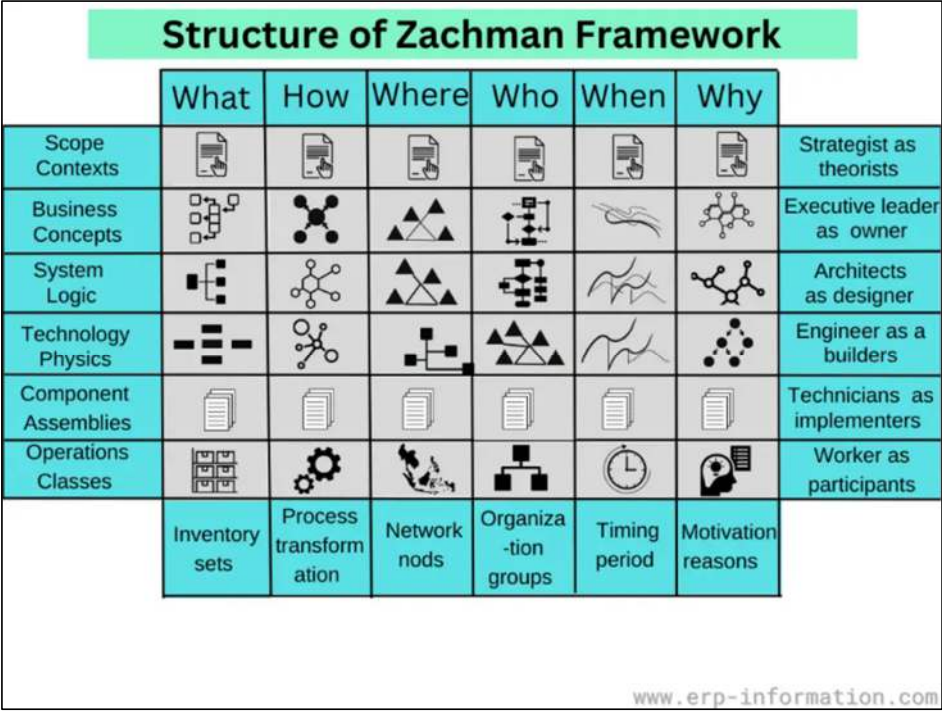 Structure of Zachman Framework
What How Where Who When Why
Scope
Contexts
Strategist as
theorists
Business
Concepts
Executive leader
as owner
System
Logic
Architects
as designer
Technology
Physics
Engineer as a
builders
Component
Assemblies
Technicians as
implementers
Operations
Classes
Worker as
participants
Inventory
sets
Process
transform
ation
Network
nods
Organiza
-tion
groups
Timing
period
Motivation
reasons
www.erp-information.com